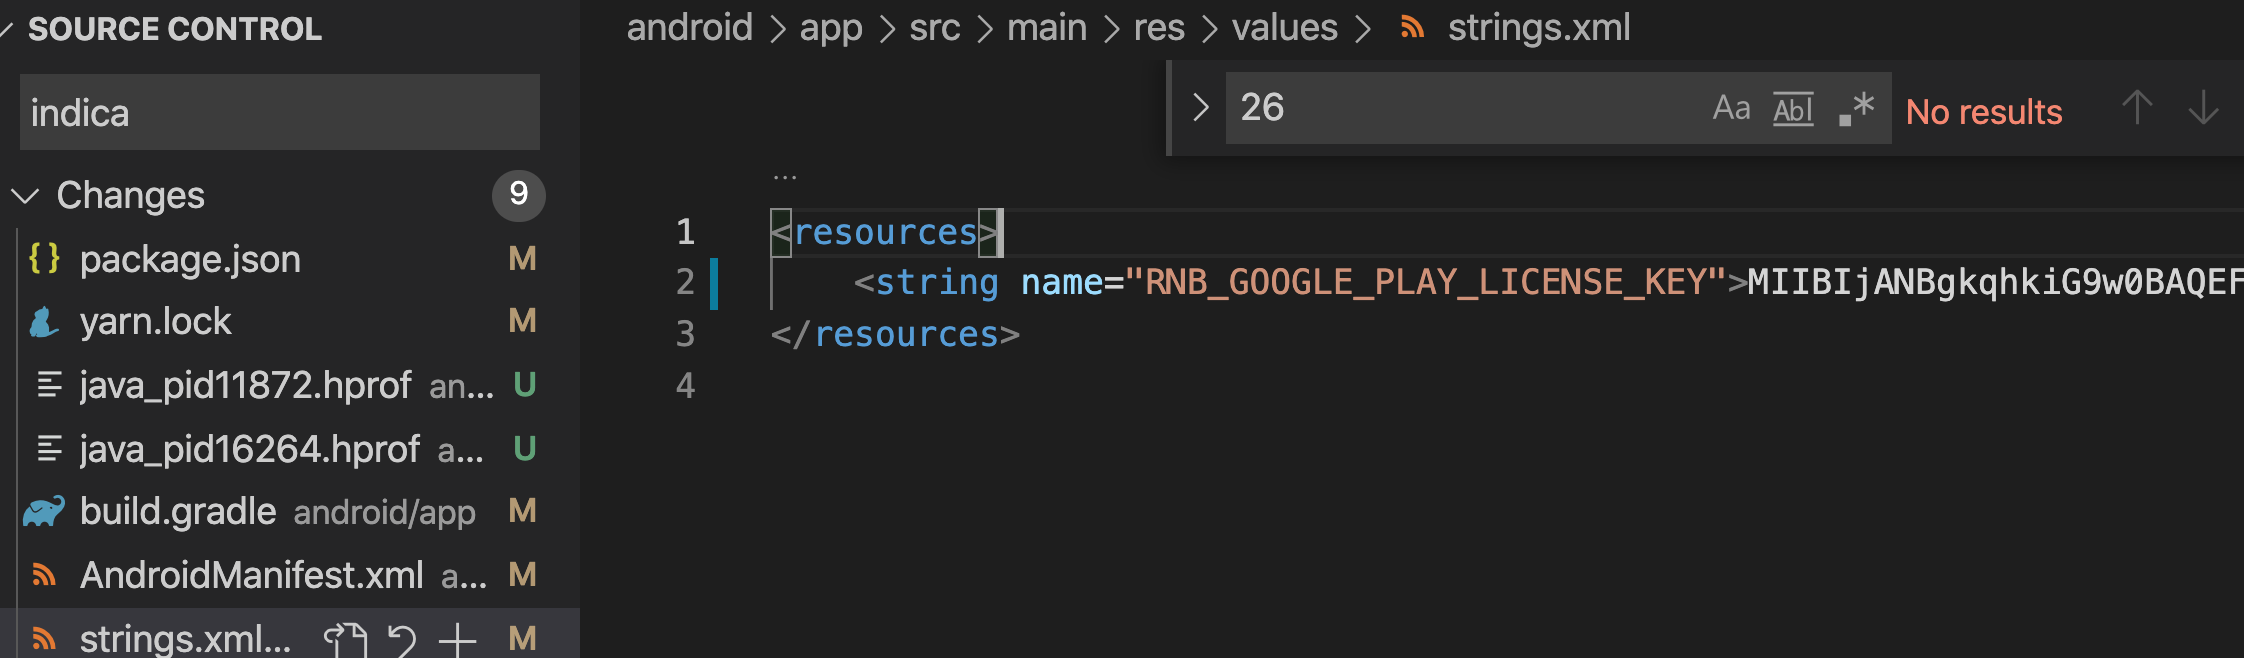 SOURCE CONTROL
indica
Changes 9
package.json M
yarn.lock M
java_pid11872.hprof an... U
java_pid16264.hprof a... U
build.gradle android/app M
AndroidManifest.xml a... M
strings.xml... M
android > app > src > main > res > values > strings.xml
26 Aa Abl .* No results
...
1 <resources>
2 <string name="RNB_GOOGLE_PLAY_LICENSE_KEY">MIIBIjANBgkqhkiG9w0BAQEF
3 </resources>
4